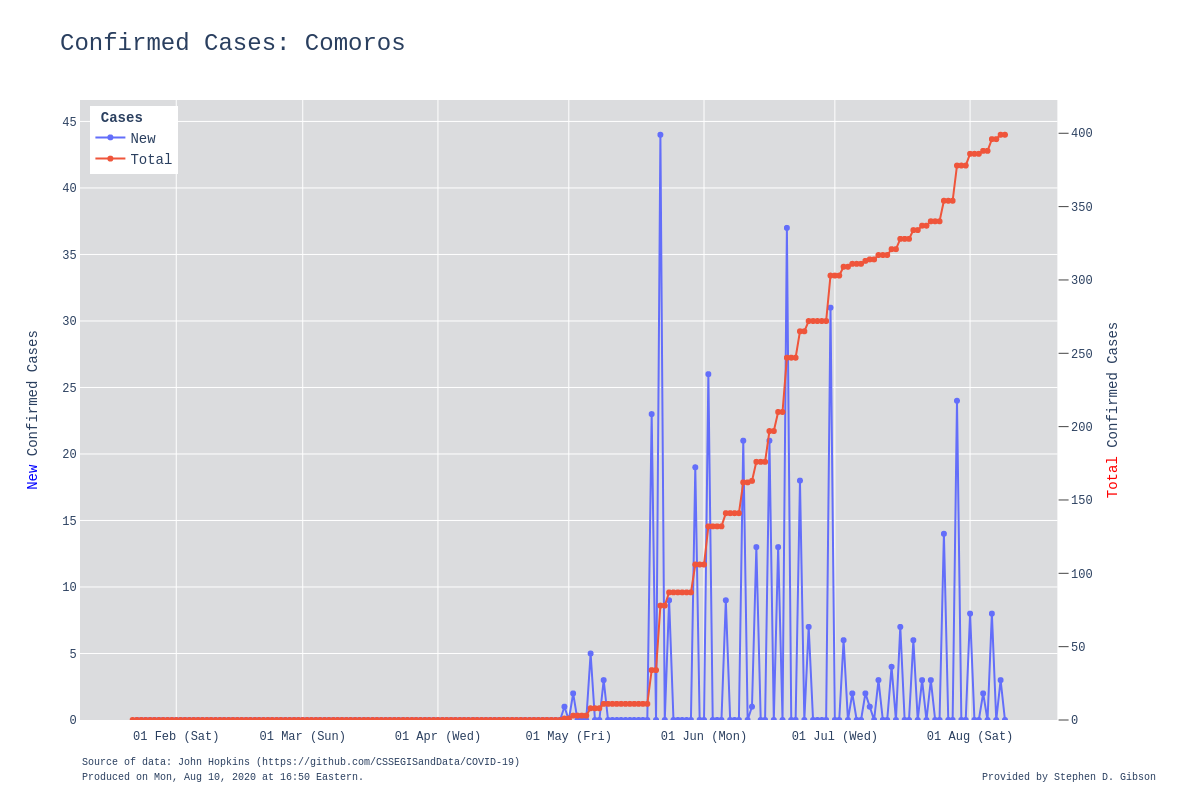 Confirmed Cases: Comoros
Cases
New
Total
45
40
35
30
25
20
15
10
5
0
New Confirmed Cases
400
350
300
250
200
150
100
50
0
Total Confirmed Cases
01 Feb (Sat)
01 Mar (Sun)
01 Apr (Wed)
01 May (Fri)
01 Jun (Mon)
01 Jul (Wed)
01 Aug (Sat)
Source of data: John Hopkins (https://github.com/CSSEGISandData/COVID-19)
Produced on Mon, Aug 10, 2020 at 16:50 Eastern.
Provided by Stephen D. Gibson